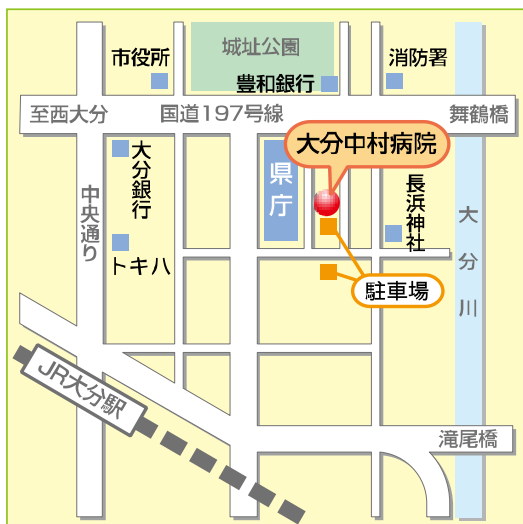 市役所
城址公園
消防署
豊和銀行
至西大分
国道197号線
舞鶴橋
大分中村病院
大分銀行
県庁
長浜神社
中央通り
大分川
トキハ
駐車場
JR大分駅
滝尾橋